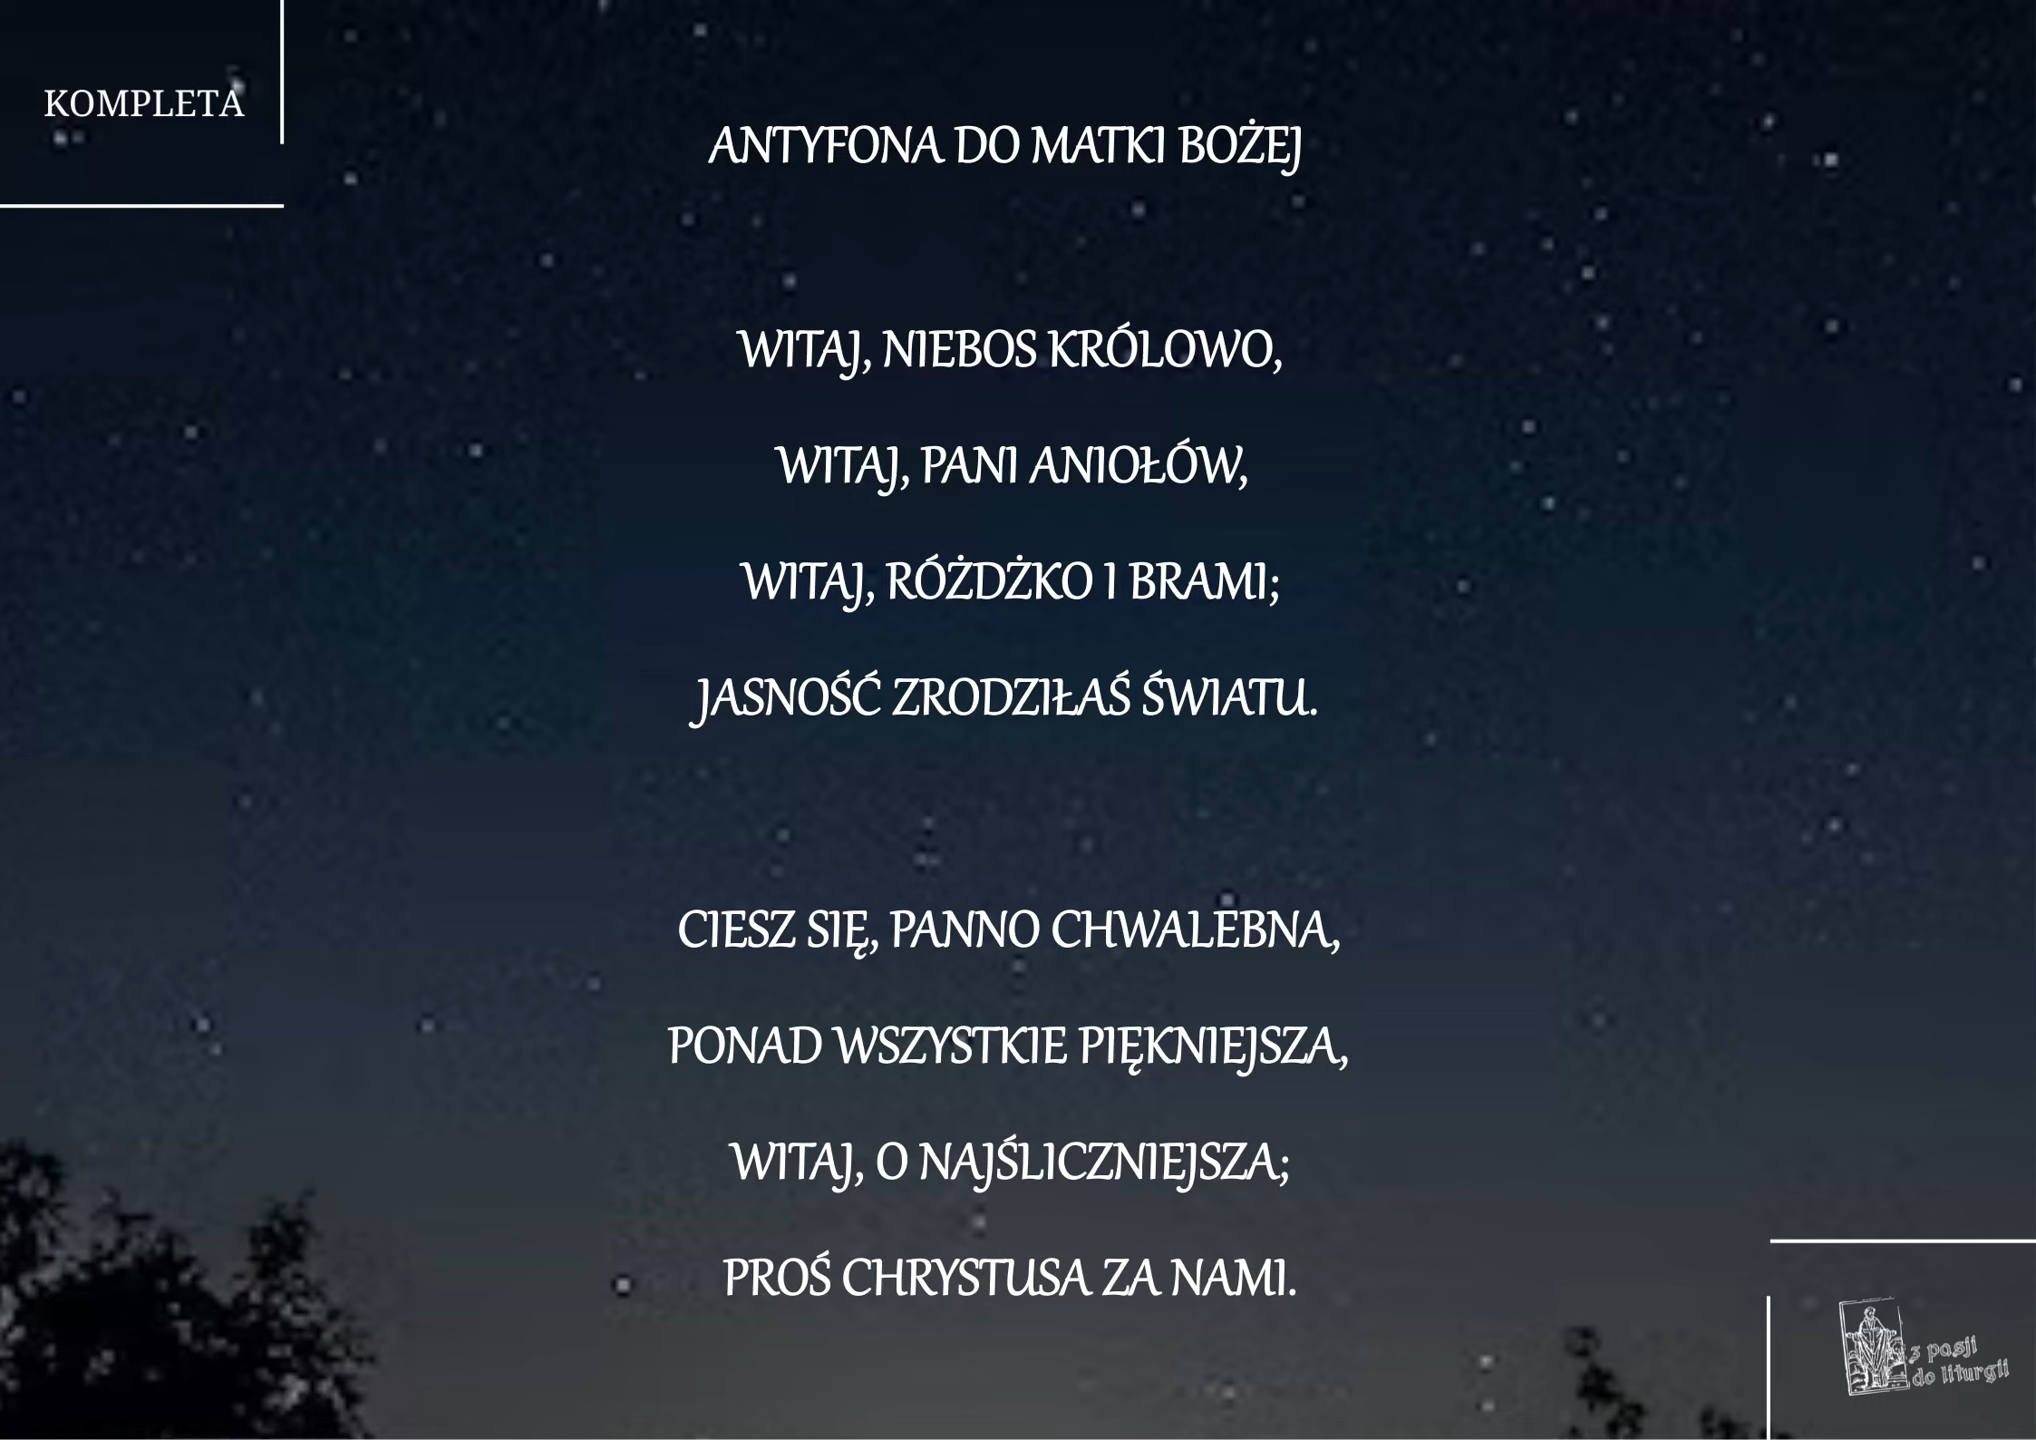 KOMPLETA
ANTYFONA DO MATKI BOŻEJ
WITAJ, NIEBOS KRÓLOWO,
WITAJ, PANI ANIOŁÓW,
WITAJ, RÓŻDŻKO I BRAMI;
JASNOŚĆ ZRODZIŁAŚ ŚWIATU.
CIESZ SIĘ, PANNO CHWALEBNA,
PONAD WSZYSTKIE PIĘKNIEJSZA,
WITAJ, O NAJŚLICZNIEJSZA;
PROŚ CHRYSTUSA ZA NAMI.
z pasji
do liturgii